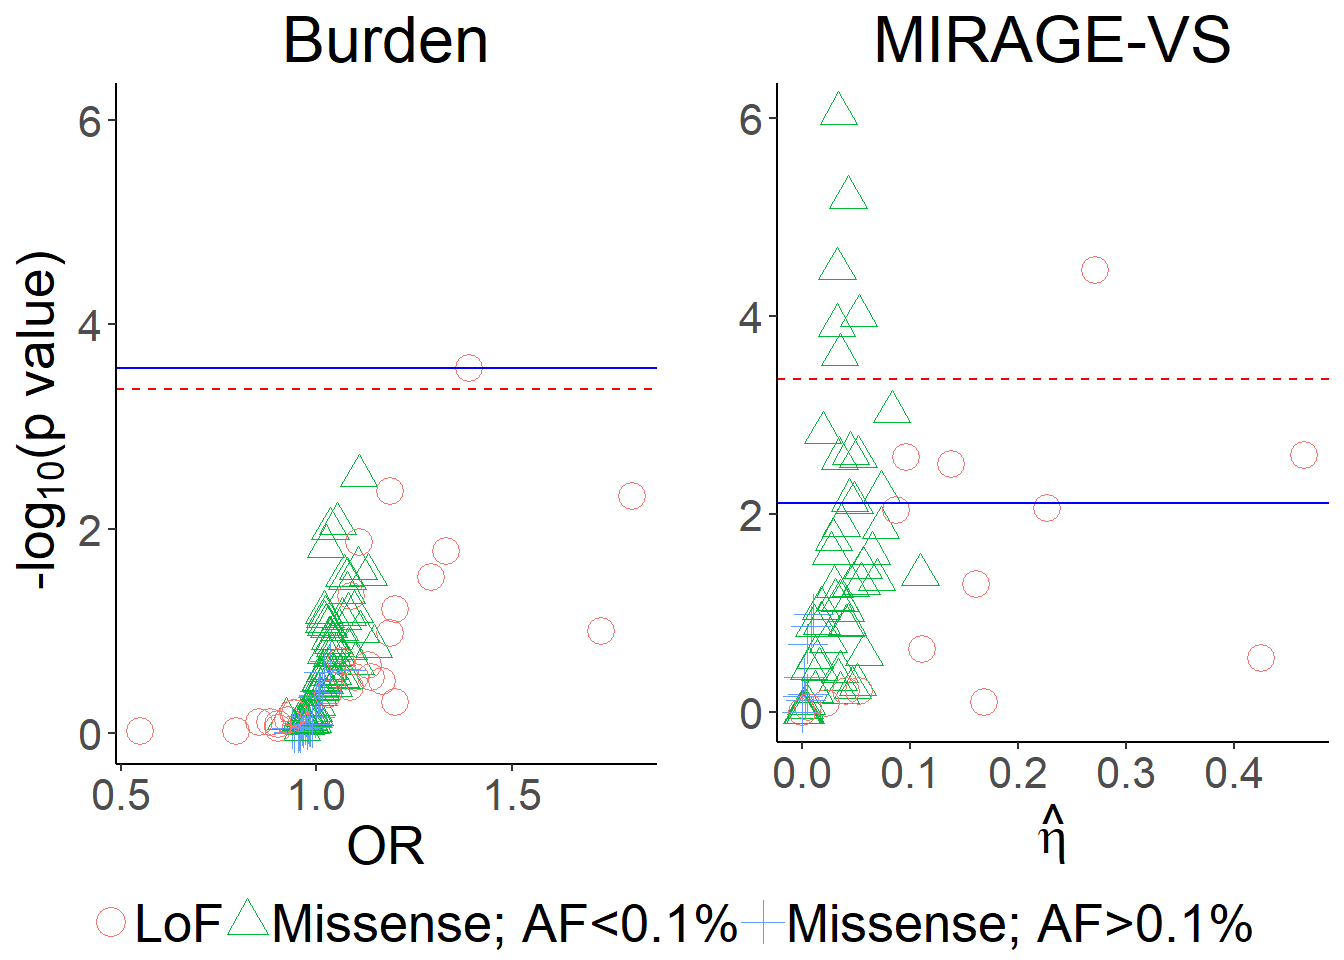 Burden
MIRAGE-VS
-log10(p value)
6
4
2
0
0.5 1.0 1.5
OR
6
4
2
0
0.0 0.1 0.2 0.3 0.4
η̂
LoF Missense; AF<0.1% Missense; AF>0.1%